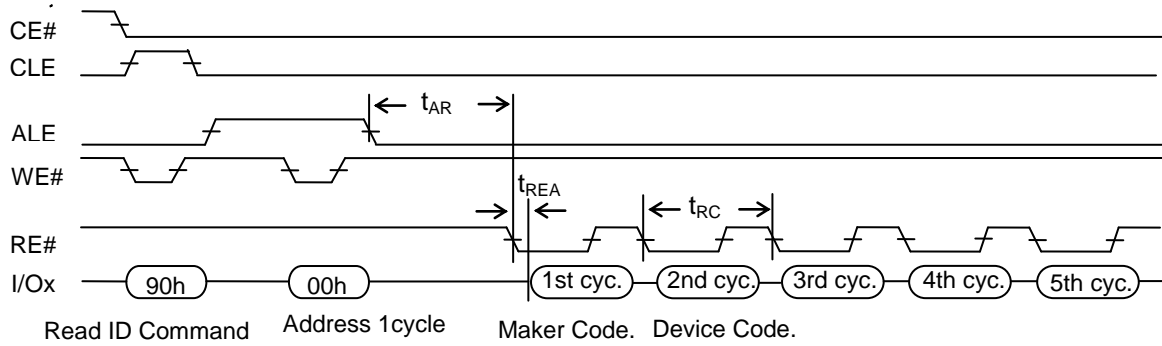 CE#
CLE
tAR
ALE
WE#
tREA
tRC
RE#
I/Ox 90h 00h 1st cyc. 2nd cyc. 3rd cyc. 4th cyc. 5th cyc.
Read ID Command Address 1cycle Maker Code. Device Code.